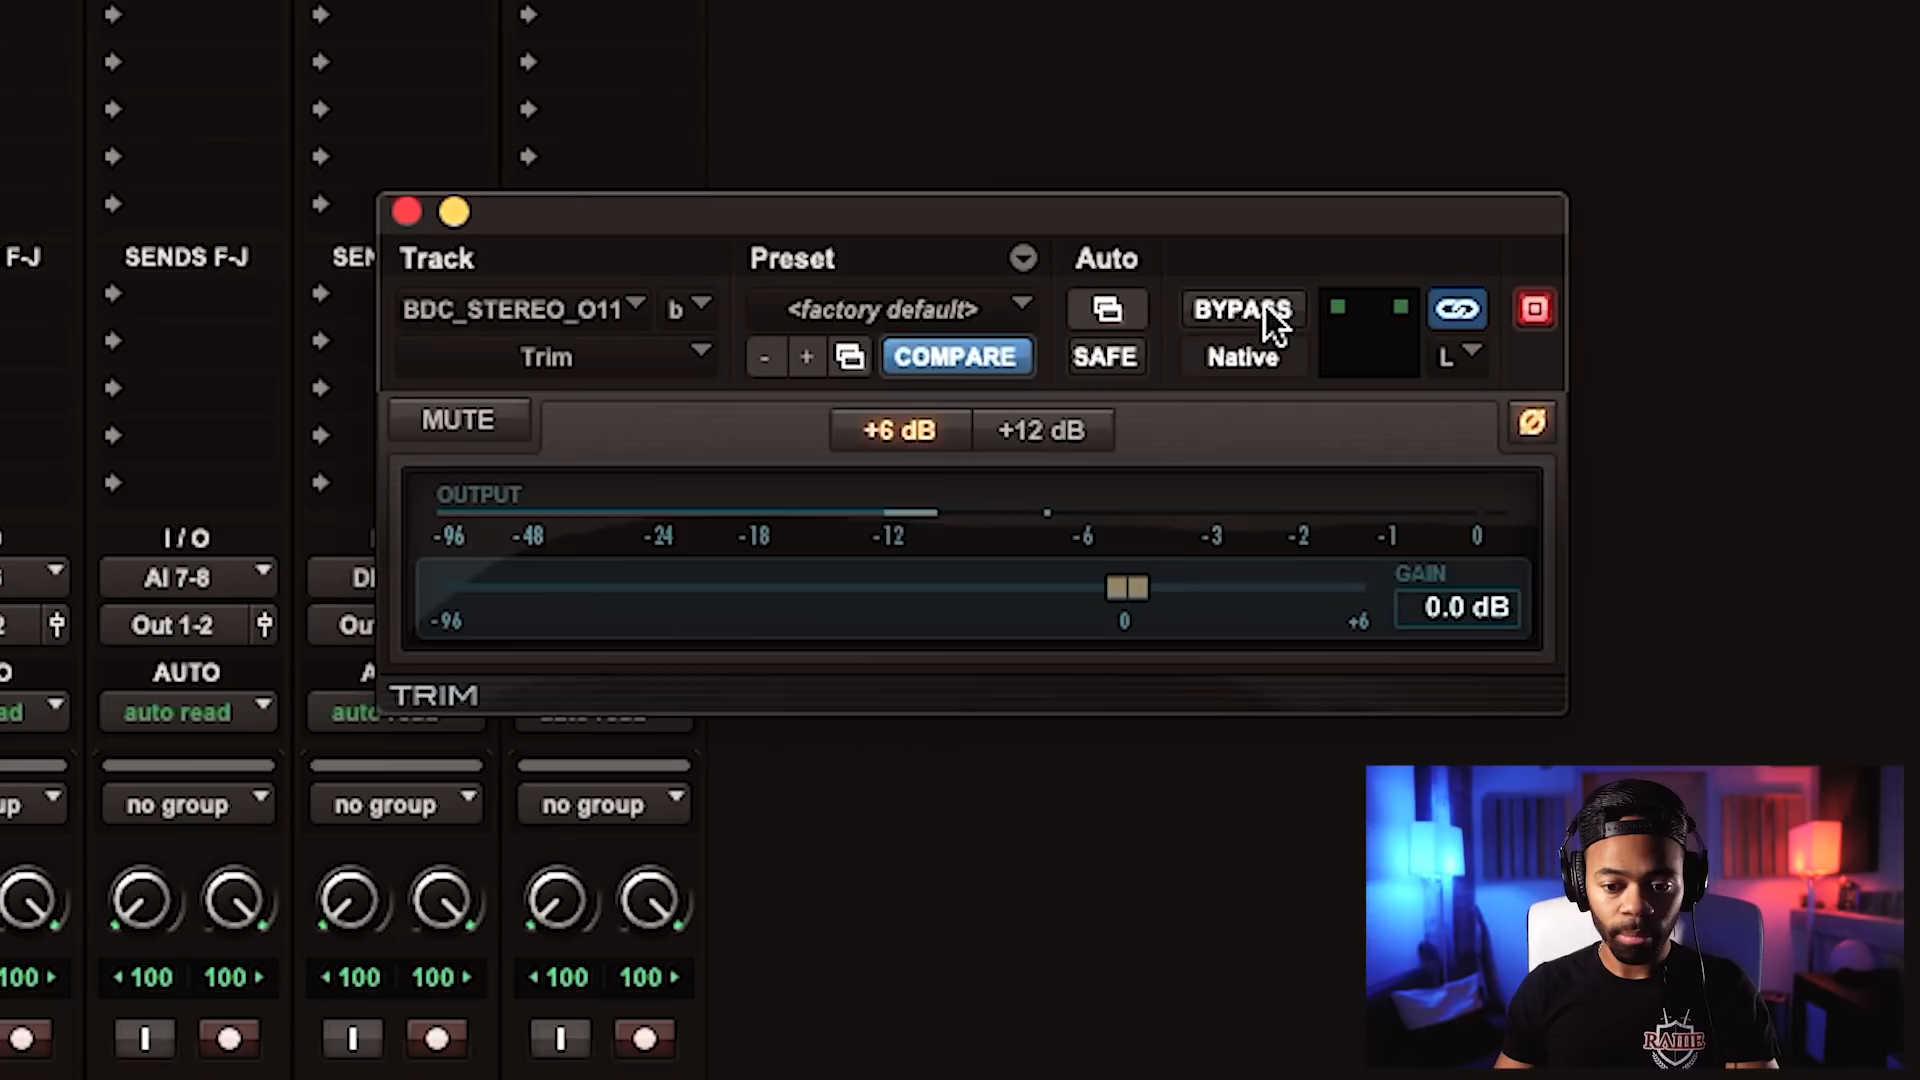 F-J
SENDS F-J
SEN
I / O
AI 7-8
Out 1-2
Ou
AUTO
auto read
ad
auto
up
no group
no group
no group
100
100
100
100
100
100
100
Track
Preset
Auto
BDC_STEREO_O11
b
<factory default>
BYPASS
Trim
-
+
COMPARE
SAFE
Native
L
MUTE
+6 dB
+12 dB
OUTPUT
-96 -48 -24 -18 -12 -6 -3 -2 -1 0
GAIN
0.0 dB
-96 0 +6
TRIM
RAIIIE